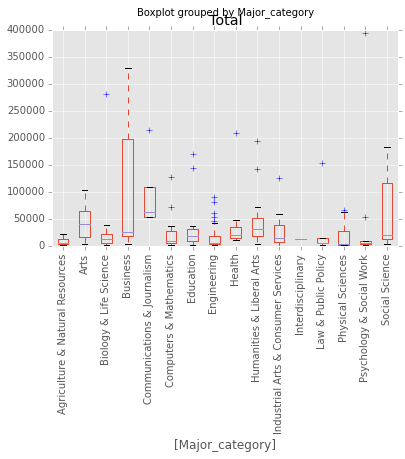 Boxplot grouped by Major_category
Total
400000
350000
300000
250000
200000
150000
100000
50000
0
Agriculture & Natural Resources
Arts
Biology & Life Science
Business
Communications & Journalism
Computers & Mathematics
Education
Engineering
Health
Humanities & Liberal Arts
Industrial Arts & Consumer Services
Interdisciplinary
Law & Public Policy
Physical Sciences
Psychology & Social Work
Social Science
[Major_category]